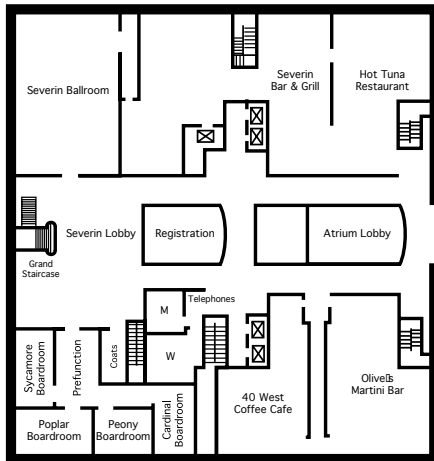 Severin Ballroom
Severin
Bar & Grill
Hot Tuna
Restaurant
Severin Lobby
Registration
Atrium Lobby
Grand
Staircase
Telephones
M
W
Coats
Prefunction
Sycamore
Boardroom
Poplar
Boardroom
Peony
Boardroom
Cardinal
Boardroom
40 West
Coffee Cafe
Olive▯s
Martini Bar